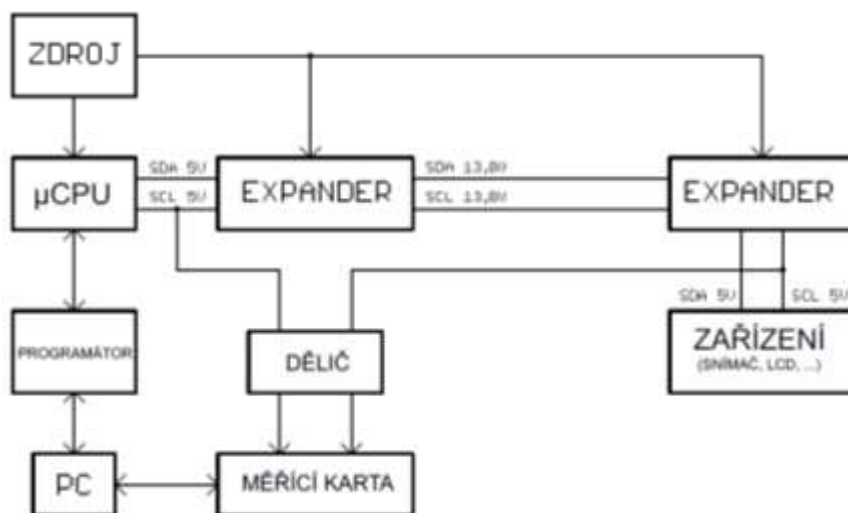 ZDROJ
SDA 5V
SDA 13,8V
µCPU
EXPANDER
EXPANDER
SCL 5V
SCL 13,8V
SDA 5V
SCL 5V
PROGRAMÁTOR
DĚLIČ
ZAŘÍZENÍ
(SNÍMAČ, LCD, ...)
PC
MĚŘÍCÍ KARTA